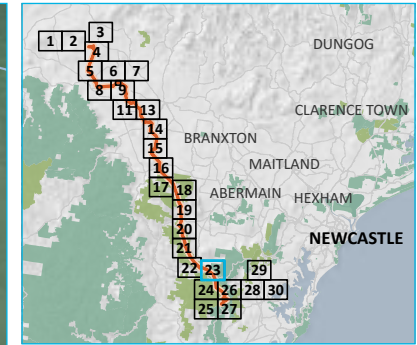 3
1 2
4
DUNGOG
5 6 7
8 9
11 13
CLARENCE TOWN
14
BRANXTON
15
MAITLAND
16
17 18
ABERMAIN HEXHAM
19
20
NEWCASTLE
21
22 23 29
24 26 28 30
25 27